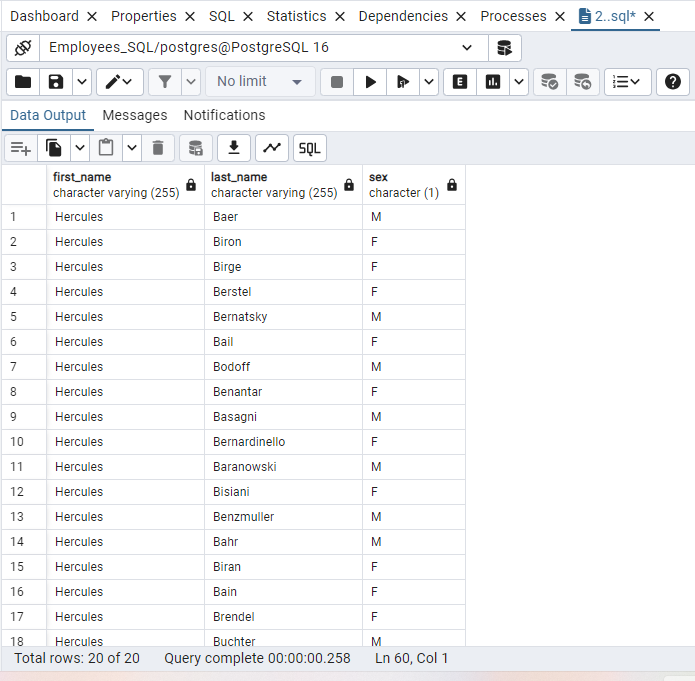 Dashboard Properties SQL Statistics Dependencies Processes 2..sql*
Employees_SQL/postgres@PostgreSQL 16
No limit E
Data Output Messages Notifications
SQL
first_name last_name sex
character varying (255) character varying (255) character (1)
1 Hercules Baer M
2 Hercules Biron F
3 Hercules Birge F
4 Hercules Berstel F
5 Hercules Bernatsky M
6 Hercules Bail F
7 Hercules Bodoff M
8 Hercules Benantar F
9 Hercules Basagni M
10 Hercules Bernardinello F
11 Hercules Baranowski M
12 Hercules Bisiani F
13 Hercules Benzmuller M
14 Hercules Bahr M
15 Hercules Biran F
16 Hercules Bain F
17 Hercules Brendel F
18 Hercules Buchter M
Total rows: 20 of 20 Query complete 00:00:00.258 Ln 60, Col 1